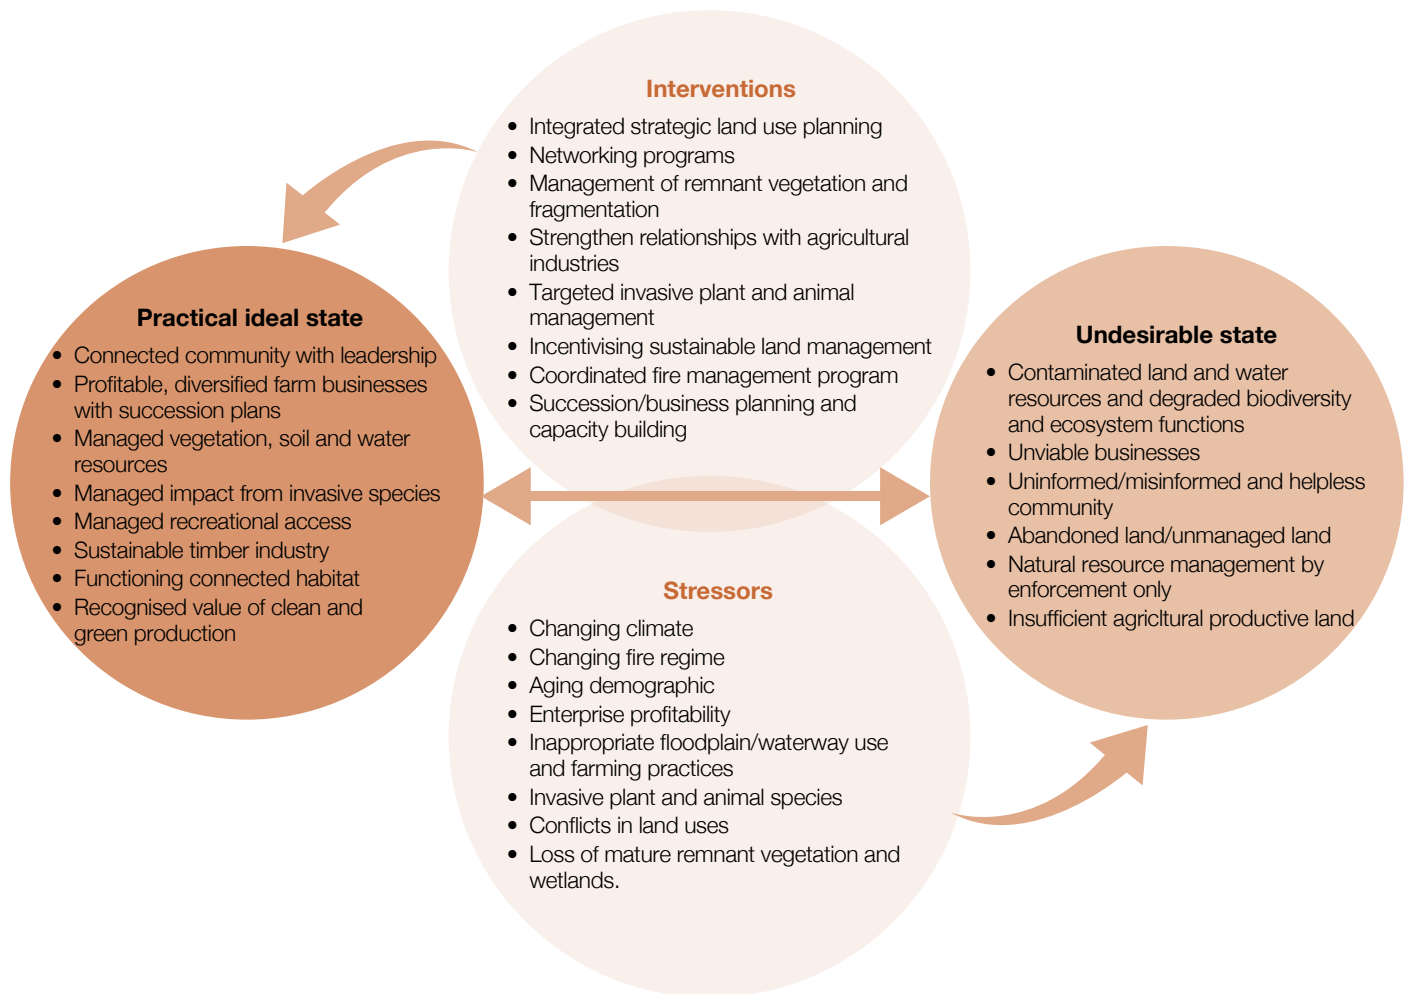 Interventions
• Integrated strategic land use planning
• Networking programs
• Management of remnant vegetation and
fragmentation
• Strengthen relationships with agricultural
industries
• Targeted invasive plant and animal
management
• Incentivising sustainable land management
• Coordinated fire management program
• Succession/business planning and
capacity building
Practical ideal state
• Connected community with leadership
• Profitable, diversified farm businesses
with succession plans
• Managed vegetation, soil and water
resources
• Managed impact from invasive species
• Managed recreational access
• Sustainable timber industry
• Functioning connected habitat
• Recognised value of clean and
green production
Undesirable state
• Contaminated land and water
resources and degraded biodiversity
and ecosystem functions
• Unviable businesses
• Uninformed/misinformed and helpless
community
• Abandoned land/unmanaged land
• Natural resource management by
enforcement only
• Insufficient agricltural productive land
Stressors
• Changing climate
• Changing fire regime
• Aging demographic
• Enterprise profitability
• Inappropriate floodplain/waterway use
and farming practices
• Invasive plant and animal species
• Conflicts in land uses
• Loss of mature remnant vegetation and
wetlands.